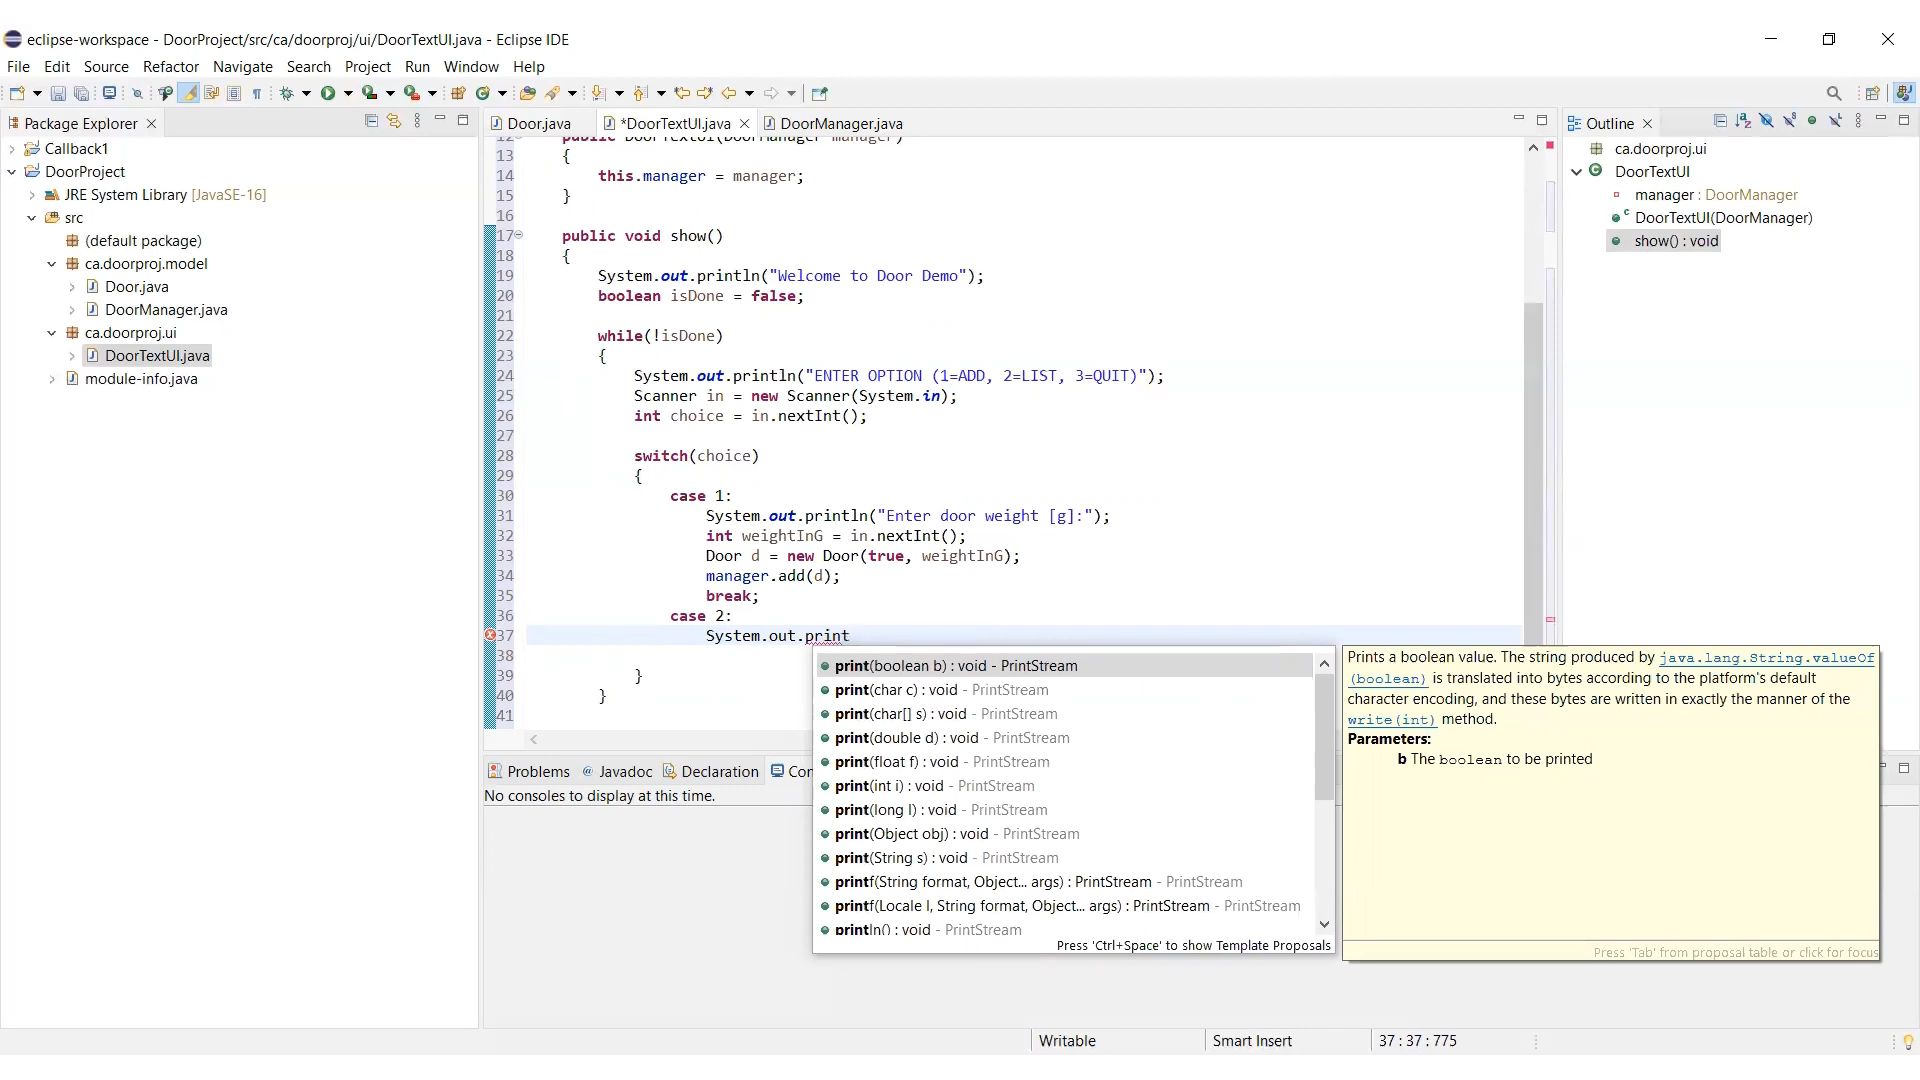 eclipse-workspace - DoorProject/src/ca/doorproj/ui/DoorTextUI.java - Eclipse IDE
File Edit Source Refactor Navigate Search Project Run Window Help
Package Explorer
Callback1
DoorProject
JRE System Library [JavaSE-16]
src
(default package)
ca.doorproj.model
Door.java
DoorManager.java
ca.doorproj.ui
DoorTextUI.java
module-info.java
Door.java *DoorTextUI.java DoorManager.java
12 public DoorTextUI(DoorManager manager)
13 {
14 this.manager = manager;
15 }
16
17 public void show()
18 {
19 System.out.println("Welcome to Door Demo");
20 boolean isDone = false;
21
22 while(!isDone)
23 {
24 System.out.println("ENTER OPTION (1=ADD, 2=LIST, 3=QUIT)");
25 Scanner in = new Scanner(System.in);
26 int choice = in.nextInt();
27
28 switch(choice)
29 {
30 case 1:
31 System.out.println("Enter door weight [g]:");
32 int weightInG = in.nextInt();
33 Door d = new Door(true, weightInG);
34 manager.add(d);
35 break;
36 case 2:
37 System.out.print
38
39 }
40 }
41
print(boolean b) : void - PrintStream
print(char c) : void - PrintStream
print(char[] s) : void - PrintStream
print(double d) : void - PrintStream
print(float f) : void - PrintStream
print(int i) : void - PrintStream
print(long l) : void - PrintStream
print(Object obj) : void - PrintStream
print(String s) : void - PrintStream
printf(String format, Object... args) : PrintStream - PrintStream
printf(Locale l, String format, Object... args) : PrintStream - PrintStream
println() : void - PrintStream
Press 'Ctrl+Space' to show Template Proposals
Prints a boolean value. The string produced by java.lang.String.valueOf
(boolean) is translated into bytes according to the platform's default
character encoding, and these bytes are written in exactly the manner of the
write(int) method.
Parameters:
b The boolean to be printed
Press 'Tab' from proposal table or click for focus
Problems Javadoc Declaration Con
No consoles to display at this time.
Outline
ca.doorproj.ui
DoorTextUI
manager : DoorManager
DoorTextUI(DoorManager)
show() : void
Writable Smart Insert 37 : 37 : 775